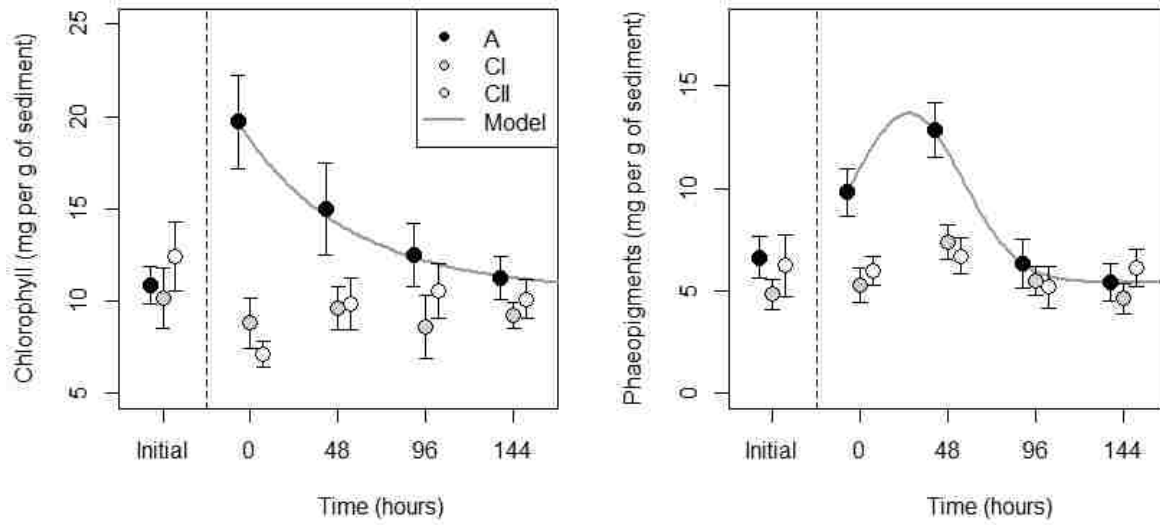 Chlorophyll (mg per g of sediment)
25
20
15
10
5
A
CI
CII
Model
Initial 0 48 96 144
Time (hours)
Phaeopigments (mg per g of sediment)
15
10
5
0
Initial 0 48 96 144
Time (hours)